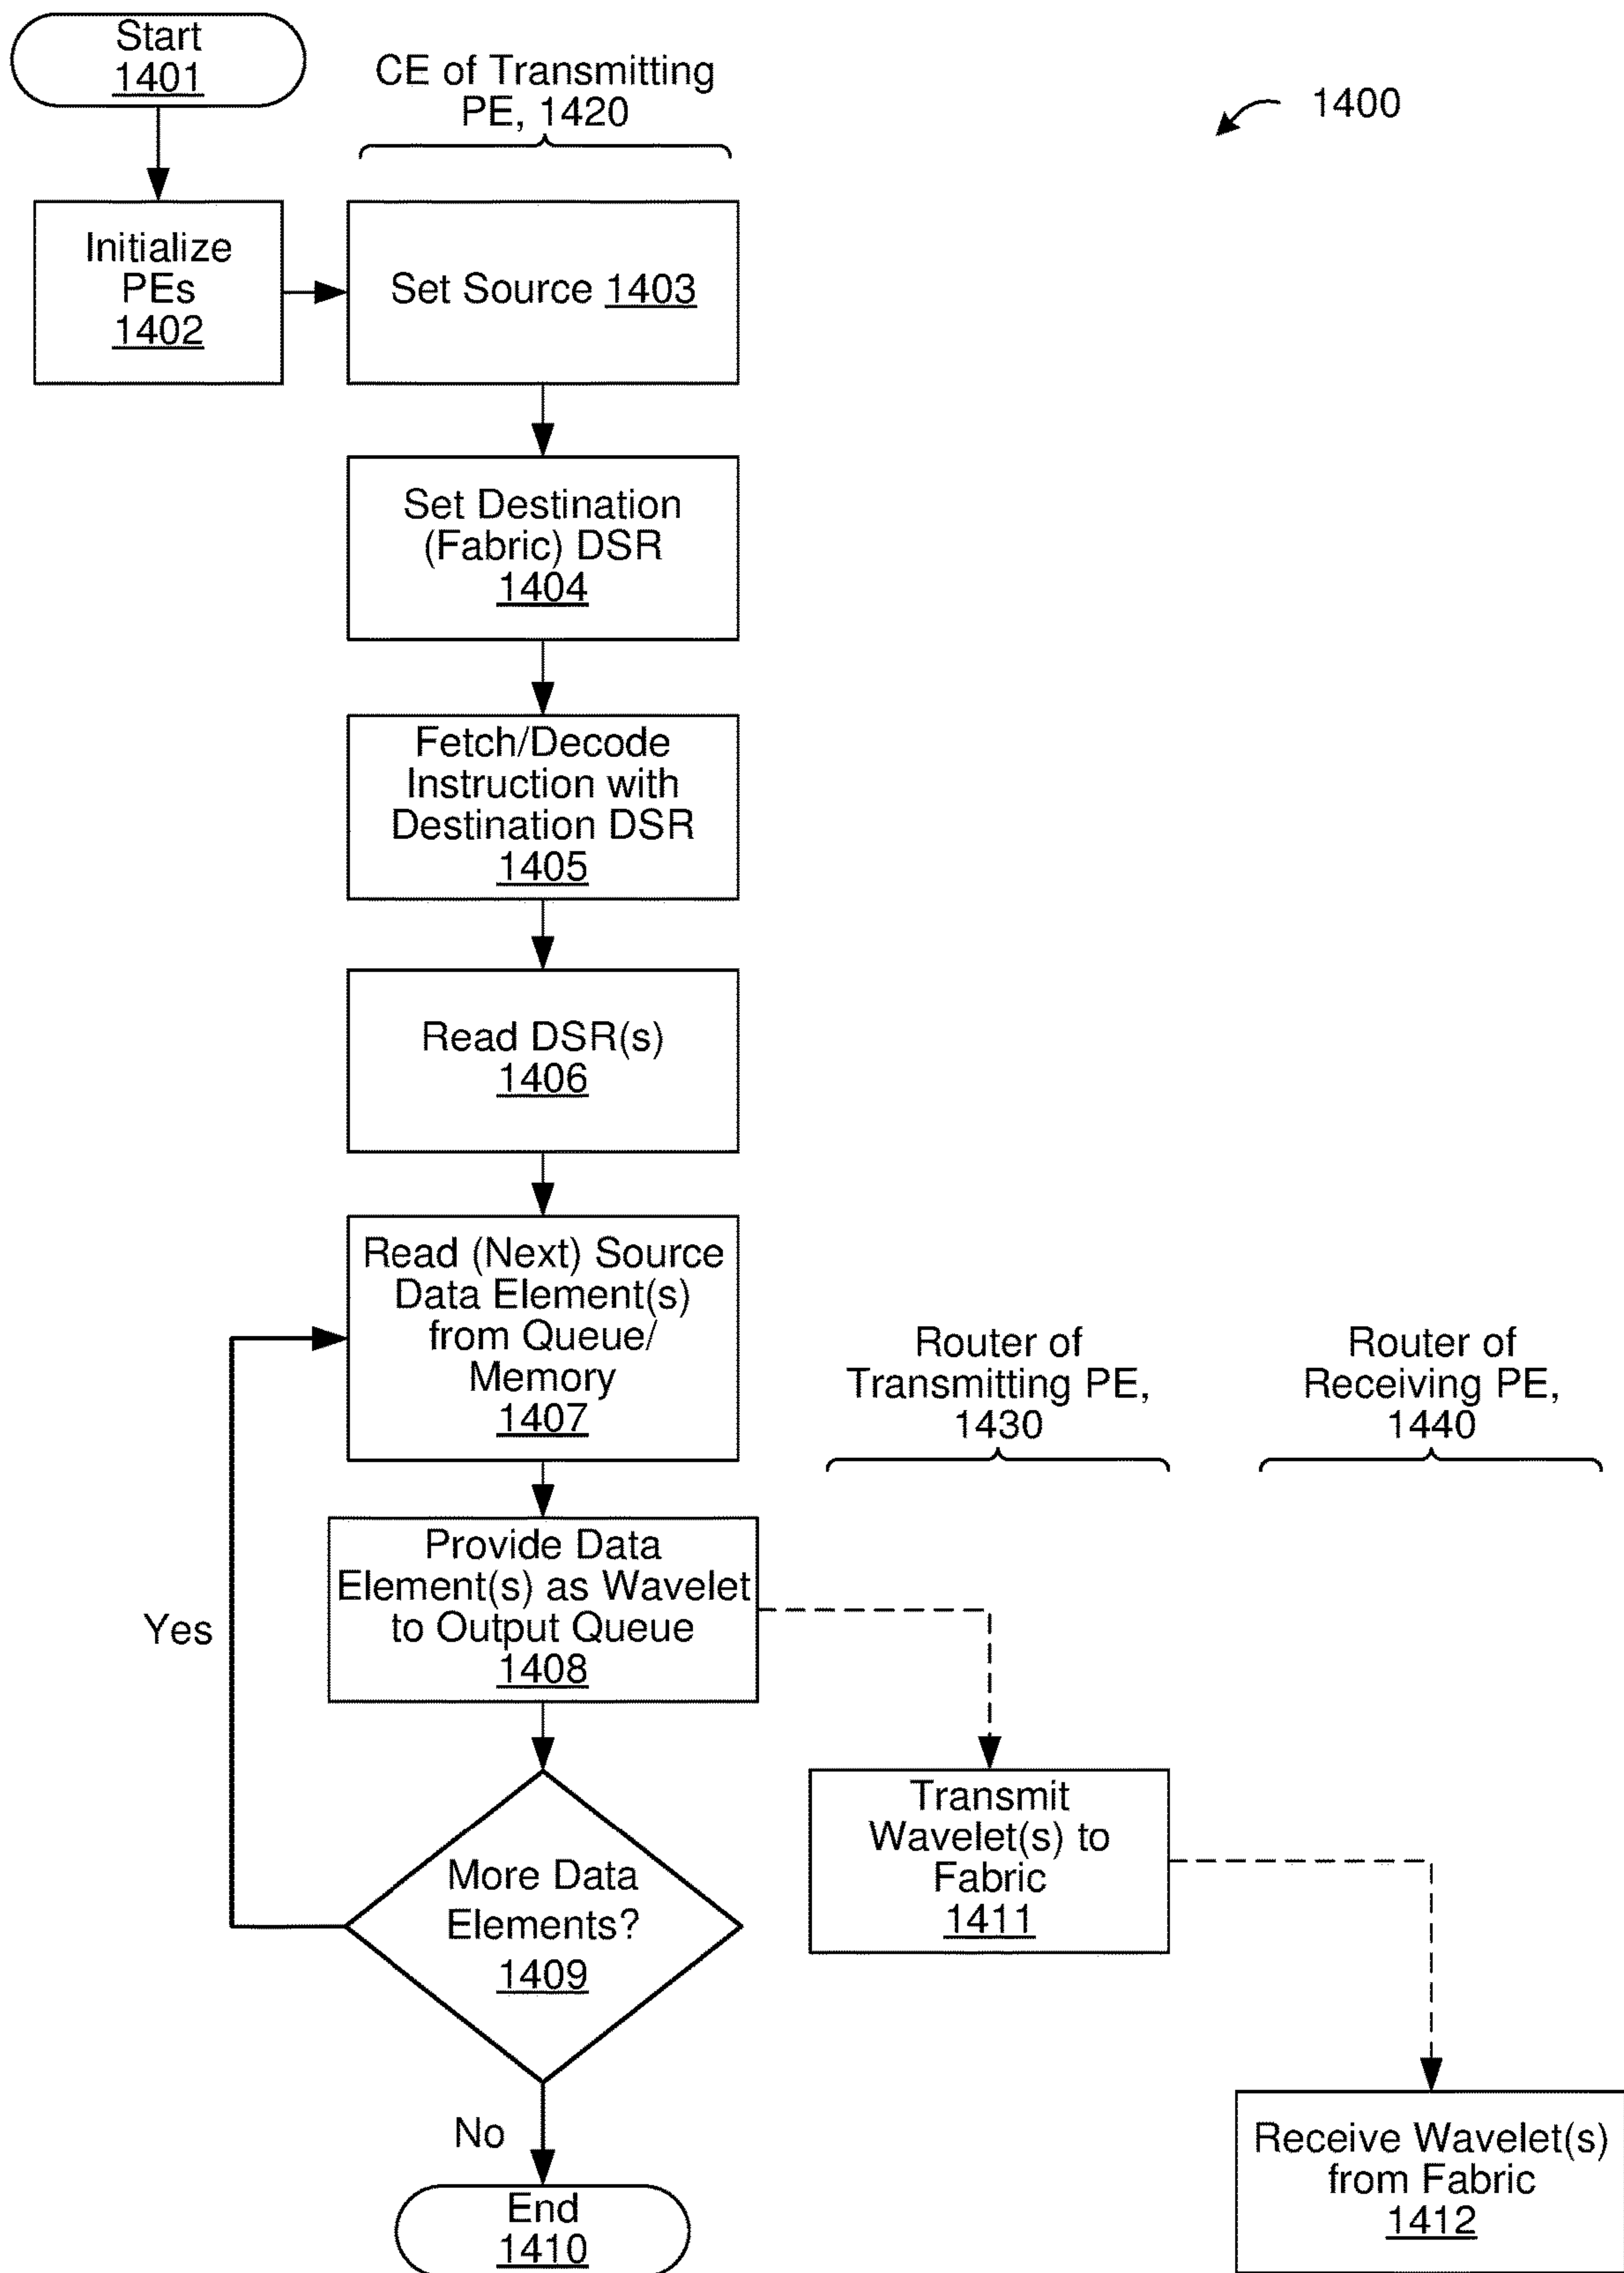 Start
1401
CE of Transmitting
PE, 1420
1400
Initialize
PEs
1402
Set Source 1403
Set Destination
(Fabric) DSR
1404
Fetch/Decode
Instruction with
Destination DSR
1405
Read DSR(s)
1406
Read (Next) Source
Data Element(s)
from Queue/
Memory
1407
Router of
Transmitting PE,
1430
Router of
Receiving PE,
1440
Provide Data
Element(s) as Wavelet
to Output Queue
1408
Yes
Transmit
Wavelet(s) to
Fabric
1411
More Data
Elements?
1409
No
End
1410
Receive Wavelet(s)
from Fabric
1412